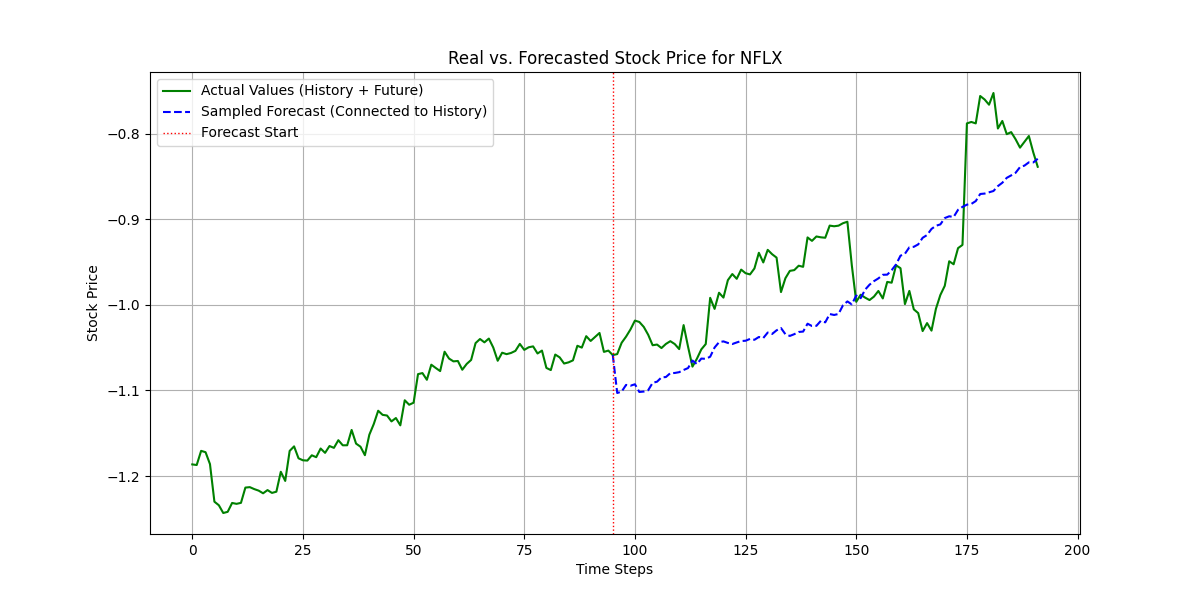 Real vs. Forecasted Stock Price for NFLX
Actual Values (History + Future)
Sampled Forecast (Connected to History)
Forecast Start
Stock Price
−0.8
−0.9
−1.0
−1.1
−1.2
0 25 50 75 100 125 150 175 200
Time Steps